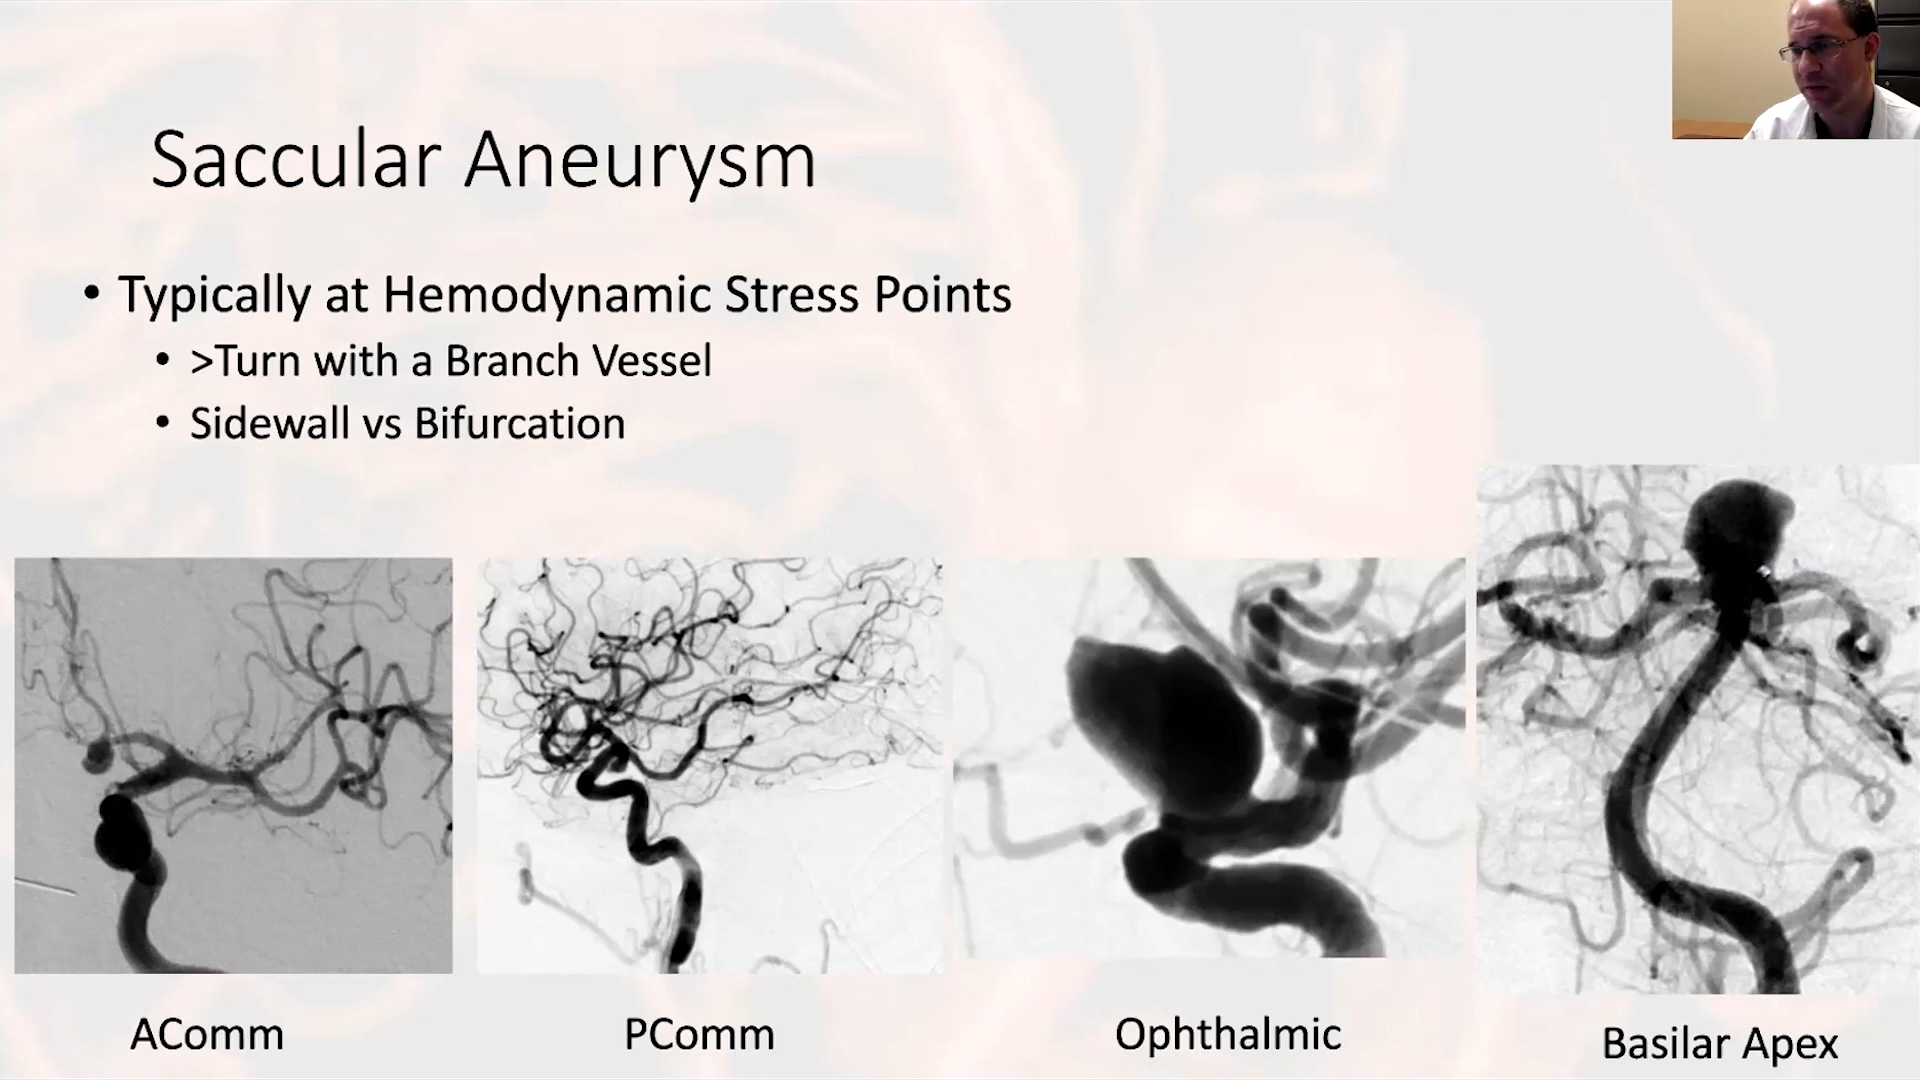 Saccular Aneurysm
• Typically at Hemodynamic Stress Points
• >Turn with a Branch Vessel
• Sidewall vs Bifurcation
AComm
PComm
Ophthalmic
Basilar Apex